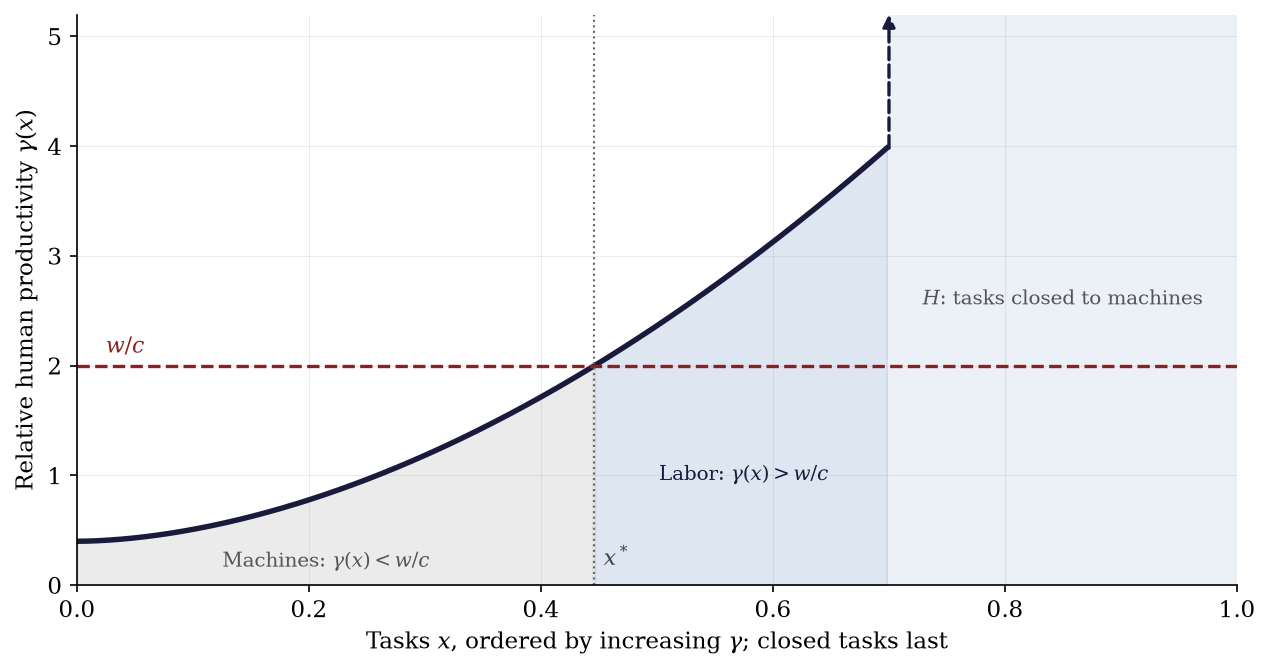 5
4
3
2
1
0
Relative human productivity γ(x)
w/c
H: tasks closed to machines
Labor: γ(x) > w/c
Machines: γ(x) < w/c
x*
0.0 0.2 0.4 0.6 0.8 1.0
Tasks x, ordered by increasing γ; closed tasks last